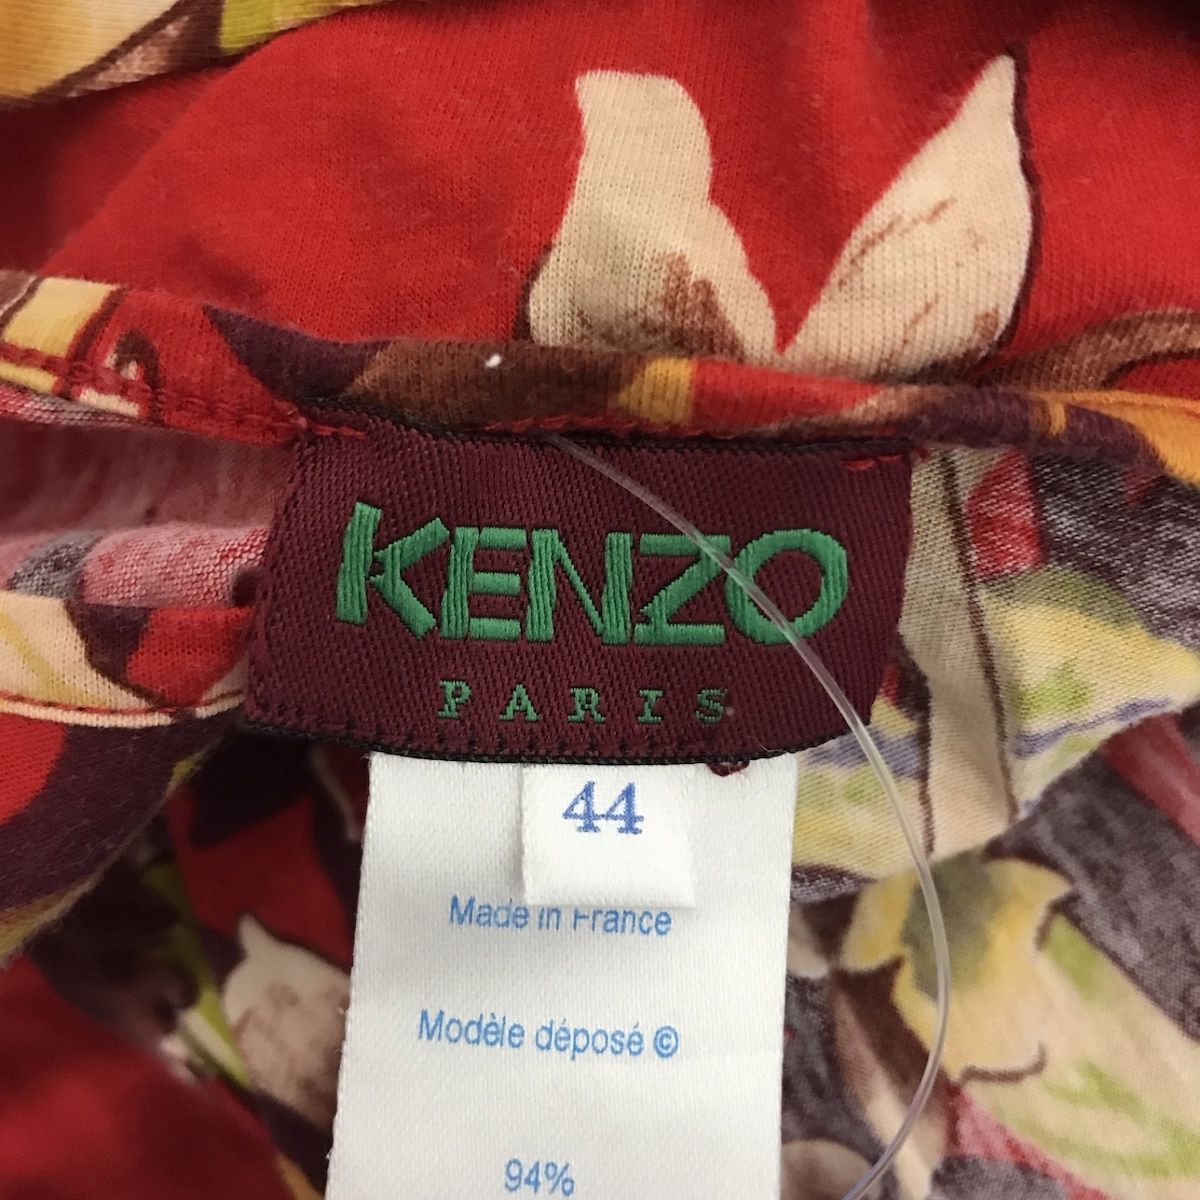 KENZO
PARIS
44
Made in France
Modèle déposé ©
94%